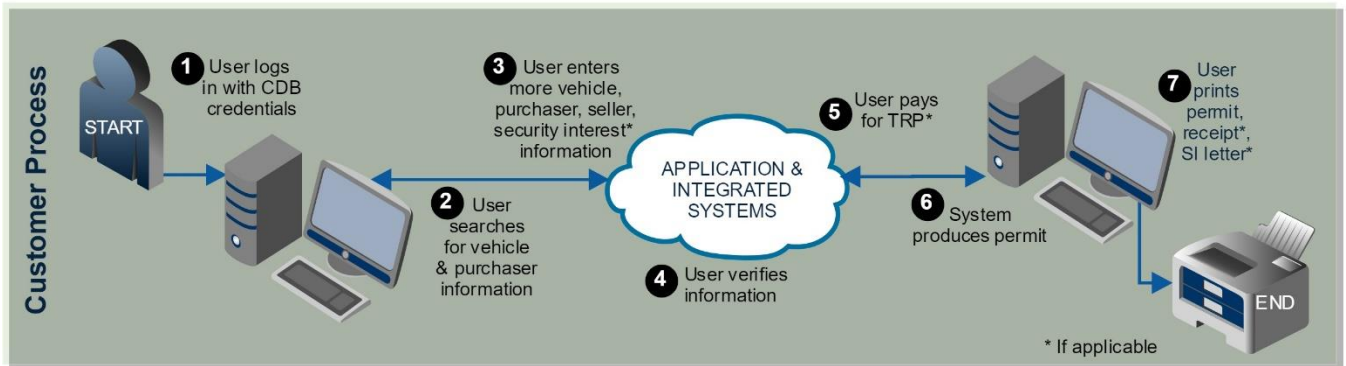 Customer Process
START
1 User logs
in with CDB
credentials
2 User
searches
for vehicle
& purchaser
information
3 User enters
more vehicle,
purchaser, seller,
security interest*
information
APPLICATION &
INTEGRATED
SYSTEMS
4 User verifies
information
5 User pays
for TRP*
6 System
produces permit
7 User
prints
permit,
receipt*,
SI letter*
END
* If applicable